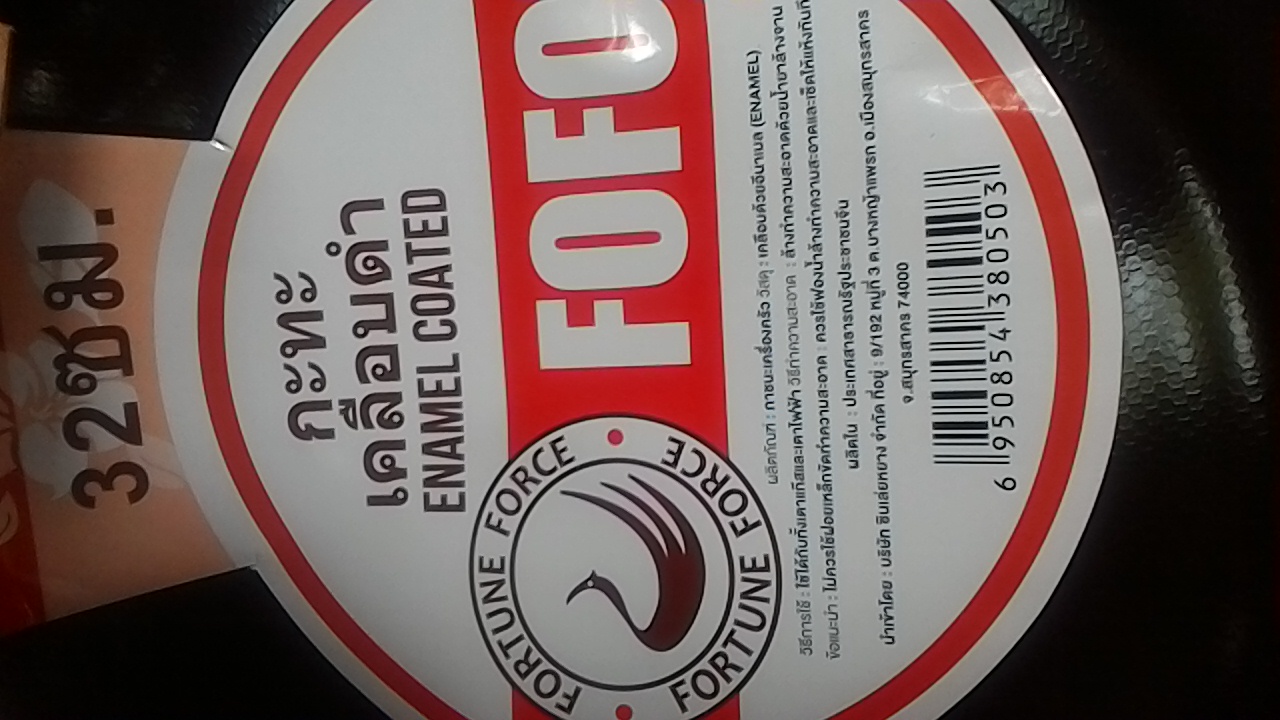 32ซม.
กะทะ
เคลือบดำ
ENAMEL COATED
FOFO
FORTUNE FORCE
FORTUNE FORCE
ผลิตภัณฑ์ : ภาชนะเครื่องครัว วัสดุ : เคลือบด้วยอีนาเมล (ENAMEL)
วิธีการใช้ : ใช้ได้กับทั้งเตาแก๊สและเตาไฟฟ้า วิธีทำความสะอาด : ล้างทำความสะอาดด้วยน้ำยาล้างจาน
ข้อแนะนำ : ไม่ควรใช้ฝอยเหล็กขัดทำความสะอาด : ควรใช้ฟองน้ำล้างทำความสะอาดและเช็ดให้แห้งทันที
ผลิตใน : ประเทศสาธารณรัฐประชาชนจีน
นำเข้าโดย : บริษัท ซินเล่ยหยาง จำกัด ที่อยู่ : 9/192 หมู่ที่ 3 ต.บางหญ้าแพรก อ.เมืองสมุทรสาคร
จ.สมุทรสาคร 74000
6 950854 380503